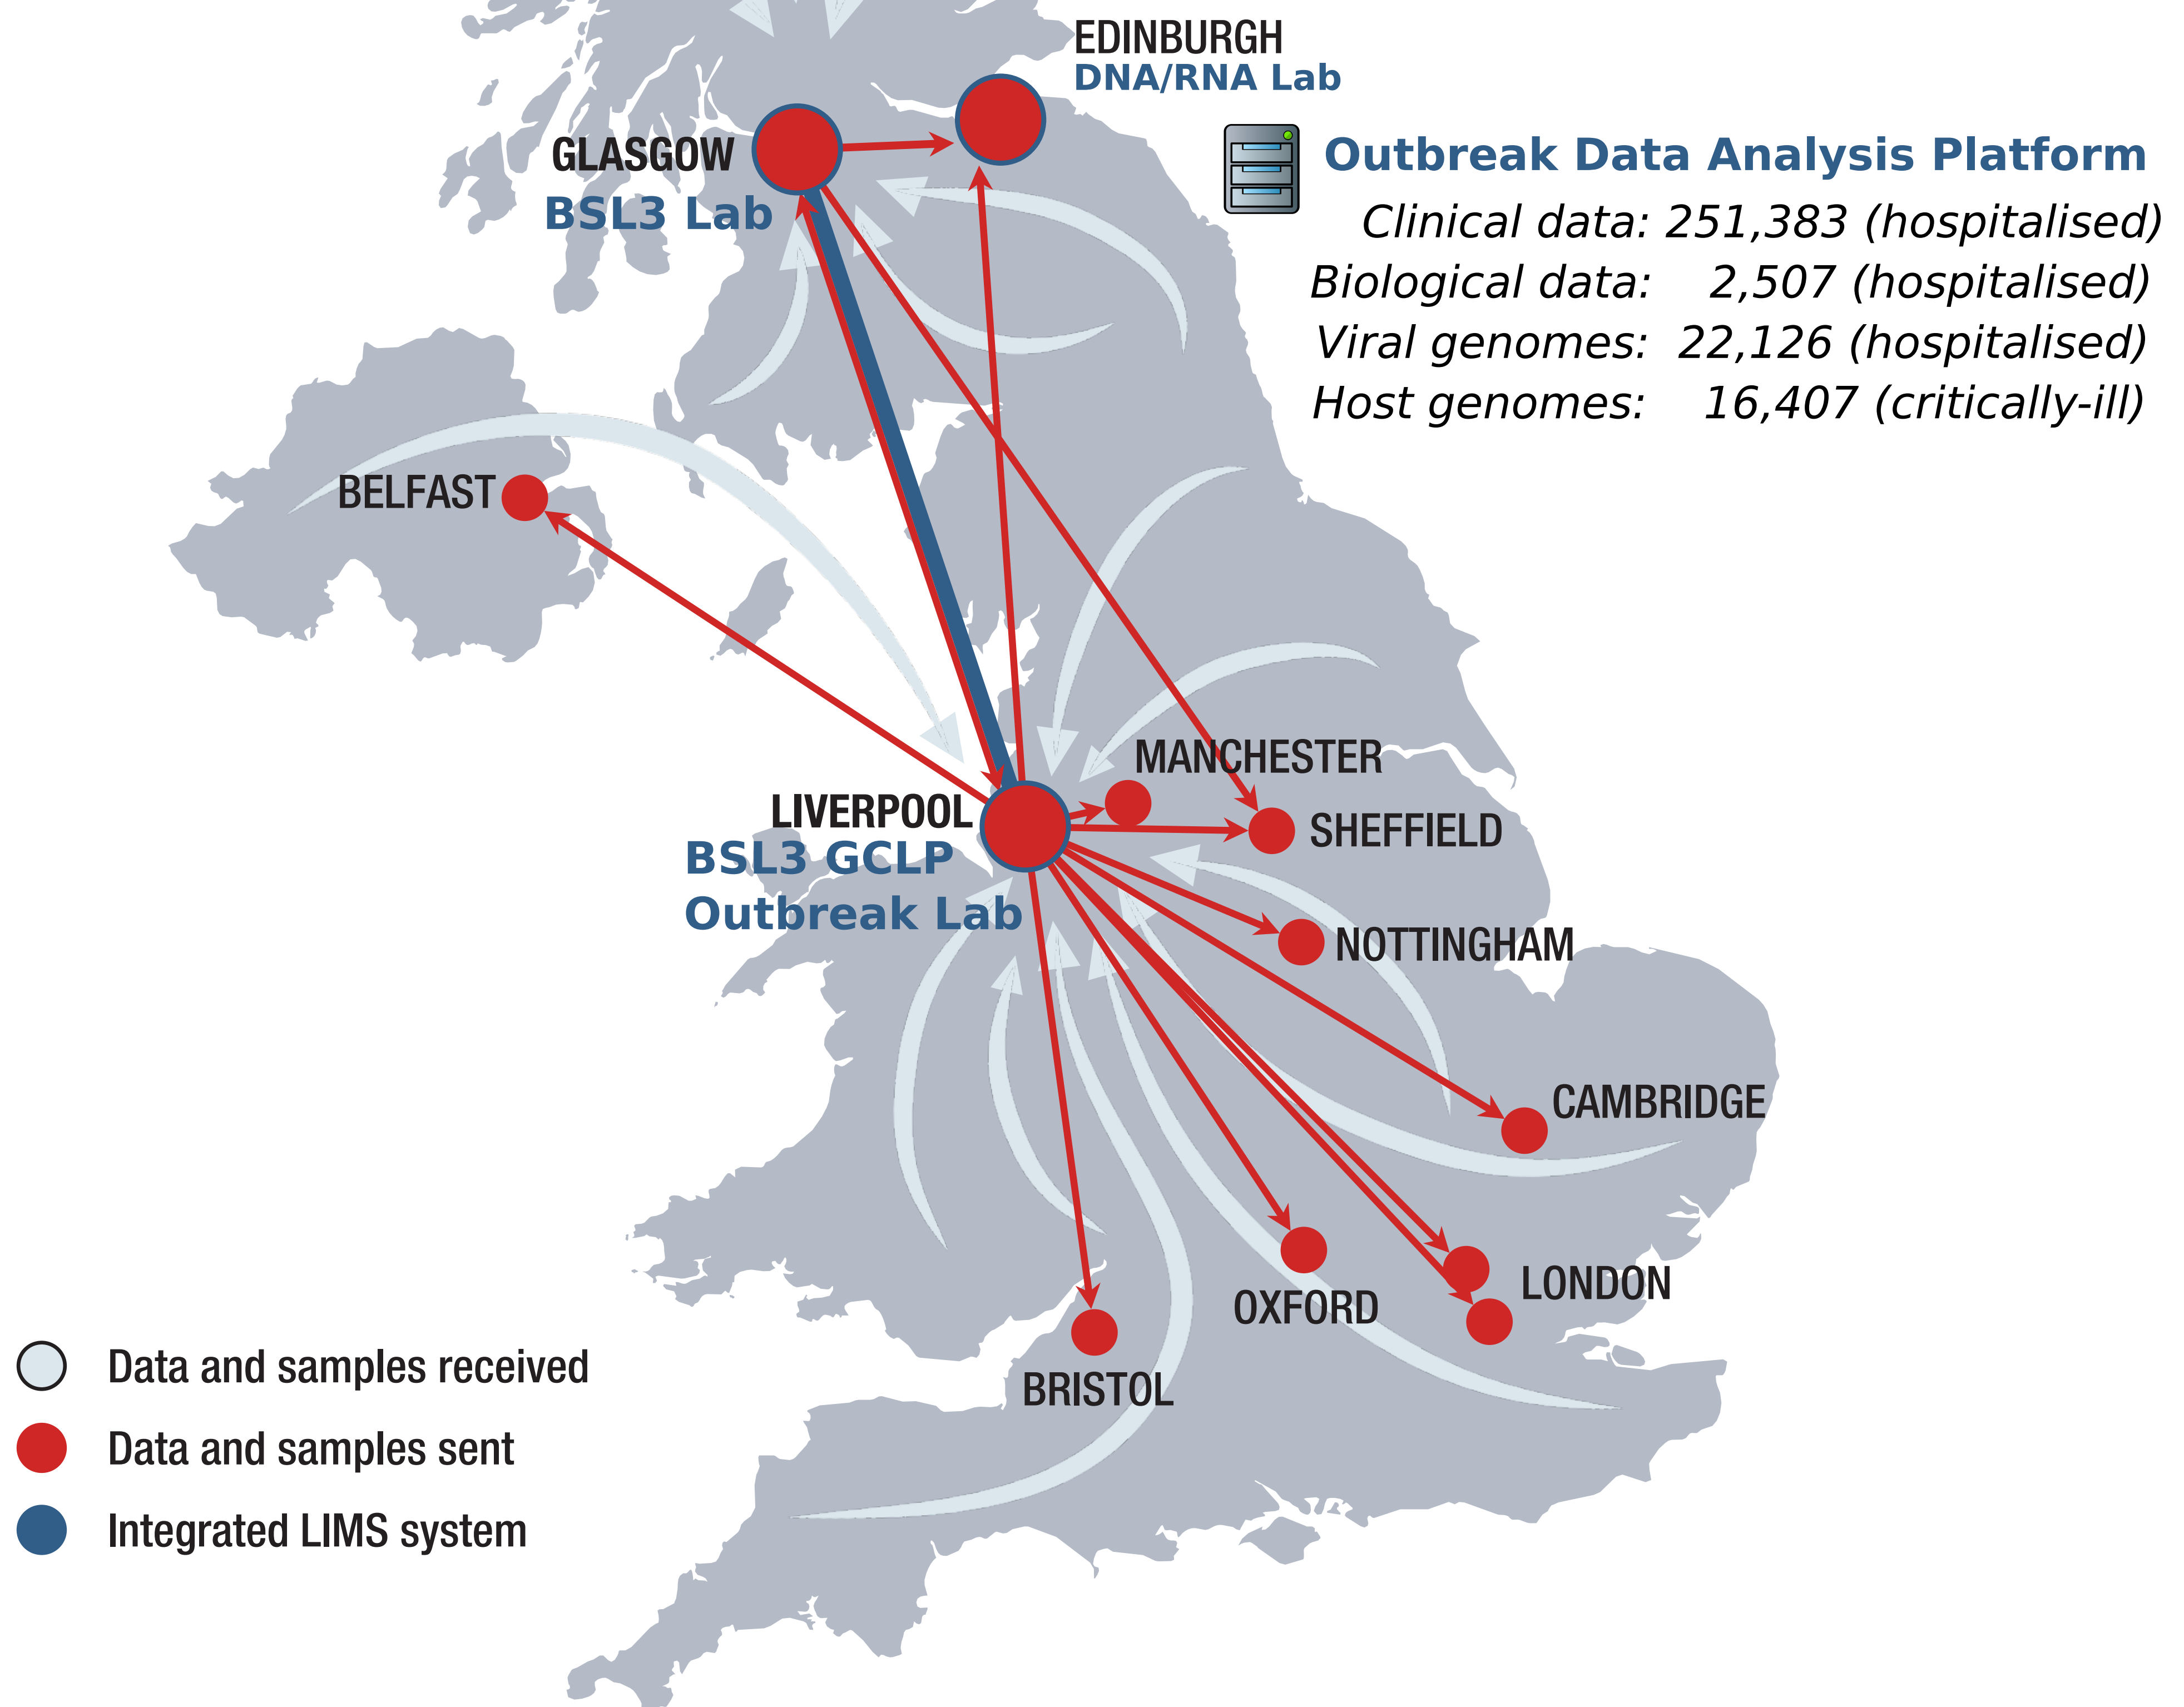 EDINBURGH
DNA/RNA Lab
GLASGOW
BSL3 Lab
Outbreak Data Analysis Platform
Clinical data: 251,383 (hospitalised)
Biological data: 2,507 (hospitalised)
Viral genomes: 22,126 (hospitalised)
Host genomes: 16,407 (critically-ill)
BELFAST
MANCHESTER
LIVERPOOL
BSL3 GCLP
Outbreak Lab
SHEFFIELD
NOTTINGHAM
CAMBRIDGE
LONDON
OXFORD
BRISTOL
Data and samples received
Data and samples sent
Integrated LIMS system